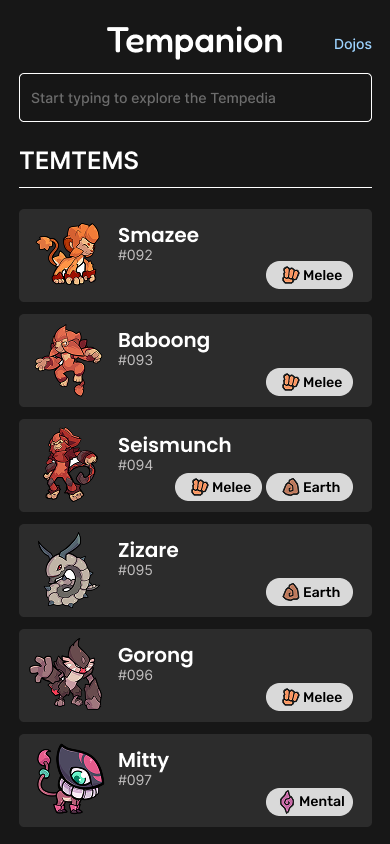 Tempanion
Dojos
Start typing to explore the Tempedia
TEMTEMS
Smazee
#092
Melee
Baboong
#093
Melee
Seismunch
#094
Melee Earth
Zizare
#095
Earth
Gorong
#096
Melee
Mitty
#097
Mental